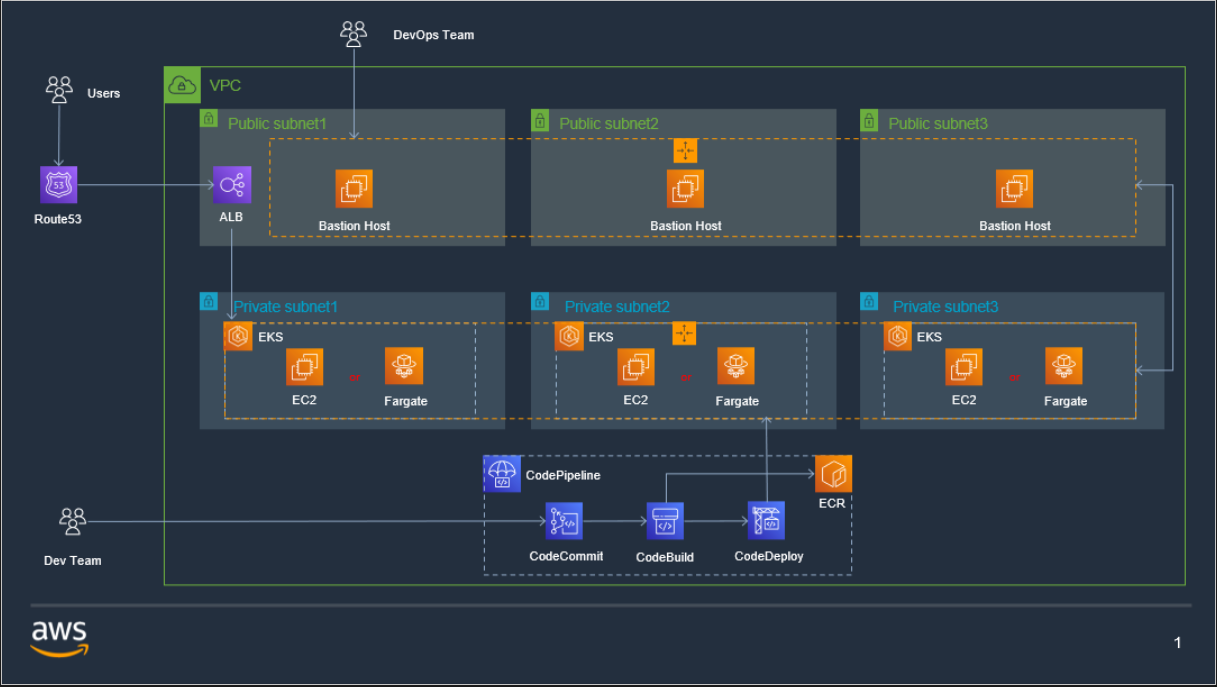 DevOps Team
Users
VPC
Public subnet1
Public subnet2
Public subnet3
53
Route53
ALB
Bastion Host
Bastion Host
Bastion Host
Private subnet1
Private subnet2
Private subnet3
EKS
EKS
EKS
EC2
Fargate
EC2
Fargate
EC2
Fargate
CodePipeline
ECR
Dev Team
CodeCommit
CodeBuild
CodeDeploy
aws
1